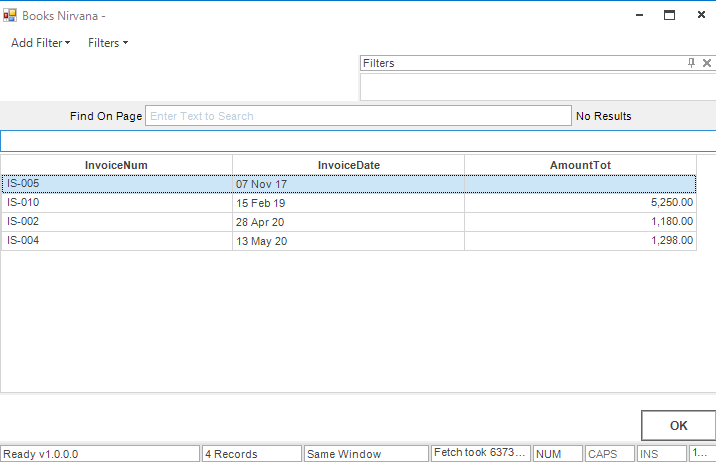 Books Nirvana -
Add Filter Filters
Filters
Find On Page Enter Text to Search No Results
InvoiceNum InvoiceDate AmountTot
IS-005 07 Nov 17
IS-010 15 Feb 19 5,250.00
IS-002 28 Apr 20 1,180.00
IS-004 13 May 20 1,298.00
OK
Ready v1.0.0.0 4 Records Same Window Fetch took 6373... NUM CAPS INS 1...